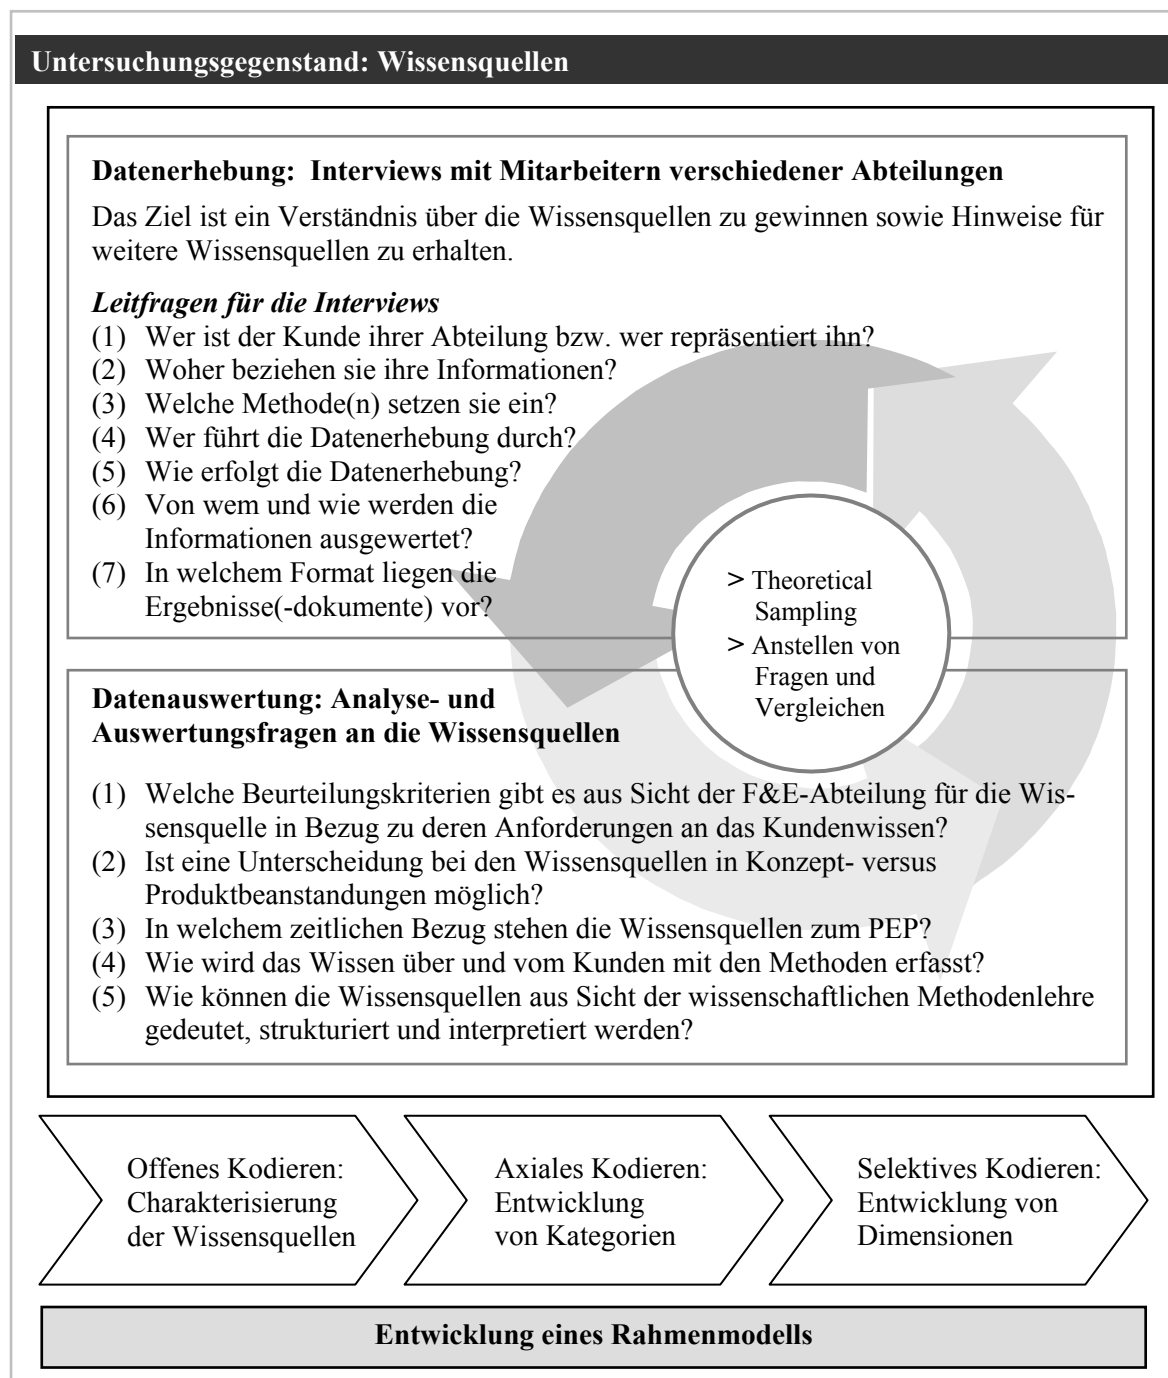 Untersuchungsgegenstand: Wissensquellen
Datenerhebung: Interviews mit Mitarbeitern verschiedener Abteilungen
Das Ziel ist ein Verständnis über die Wissensquellen zu gewinnen sowie Hinweise für
weitere Wissensquellen zu erhalten.
Leitfragen für die Interviews
(1) Wer ist der Kunde ihrer Abteilung bzw. wer repräsentiert ihn?
(2) Woher beziehen sie ihre Informationen?
(3) Welche Methode(n) setzen sie ein?
(4) Wer führt die Datenerhebung durch?
(5) Wie erfolgt die Datenerhebung?
(6) Von wem und wie werden die
Informationen ausgewertet?
(7) In welchem Format liegen die
Ergebnisse(-dokumente) vor?
> Theoretical
Sampling
> Anstellen von
Fragen und
Vergleichen
Datenauswertung: Analyse- und
Auswertungsfragen an die Wissensquellen
(1) Welche Beurteilungskriterien gibt es aus Sicht der F&E-Abteilung für die Wis-
sensquelle in Bezug zu deren Anforderungen an das Kundenwissen?
(2) Ist eine Unterscheidung bei den Wissensquellen in Konzept- versus
Produktbeanstandungen möglich?
(3) In welchem zeitlichen Bezug stehen die Wissensquellen zum PEP?
(4) Wie wird das Wissen über und vom Kunden mit den Methoden erfasst?
(5) Wie können die Wissensquellen aus Sicht der wissenschaftlichen Methodenlehre
gedeutet, strukturiert und interpretiert werden?
Offenes Kodieren:
Charakterisierung
der Wissensquellen
Axiales Kodieren:
Entwicklung
von Kategorien
Selektives Kodieren:
Entwicklung von
Dimensionen
Entwicklung eines Rahmenmodells